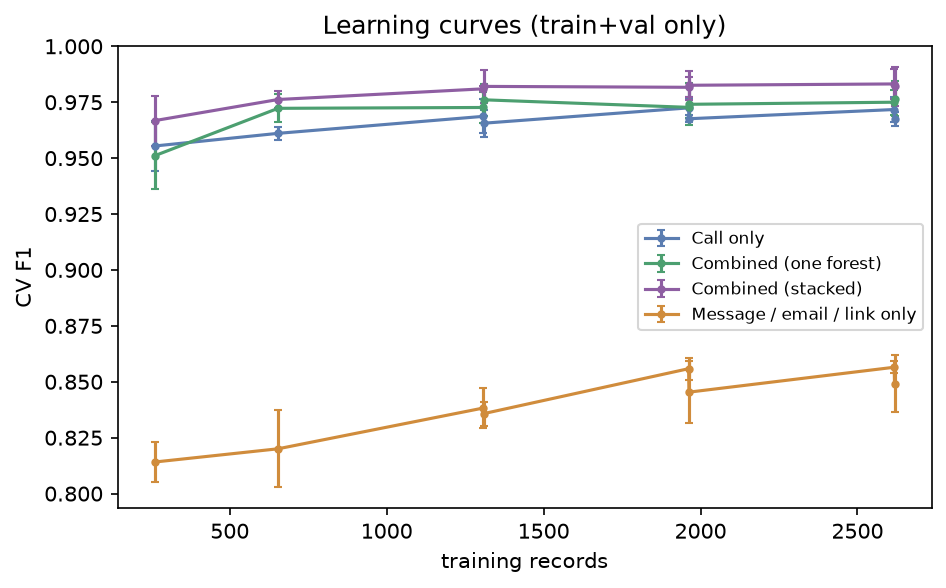 Learning curves (train+val only)
1.000
0.975
0.950
0.925
0.900
0.875
0.850
0.825
0.800
CV F1
Call only
Combined (one forest)
Combined (stacked)
Message / email / link only
500
1000
1500
2000
2500
training records